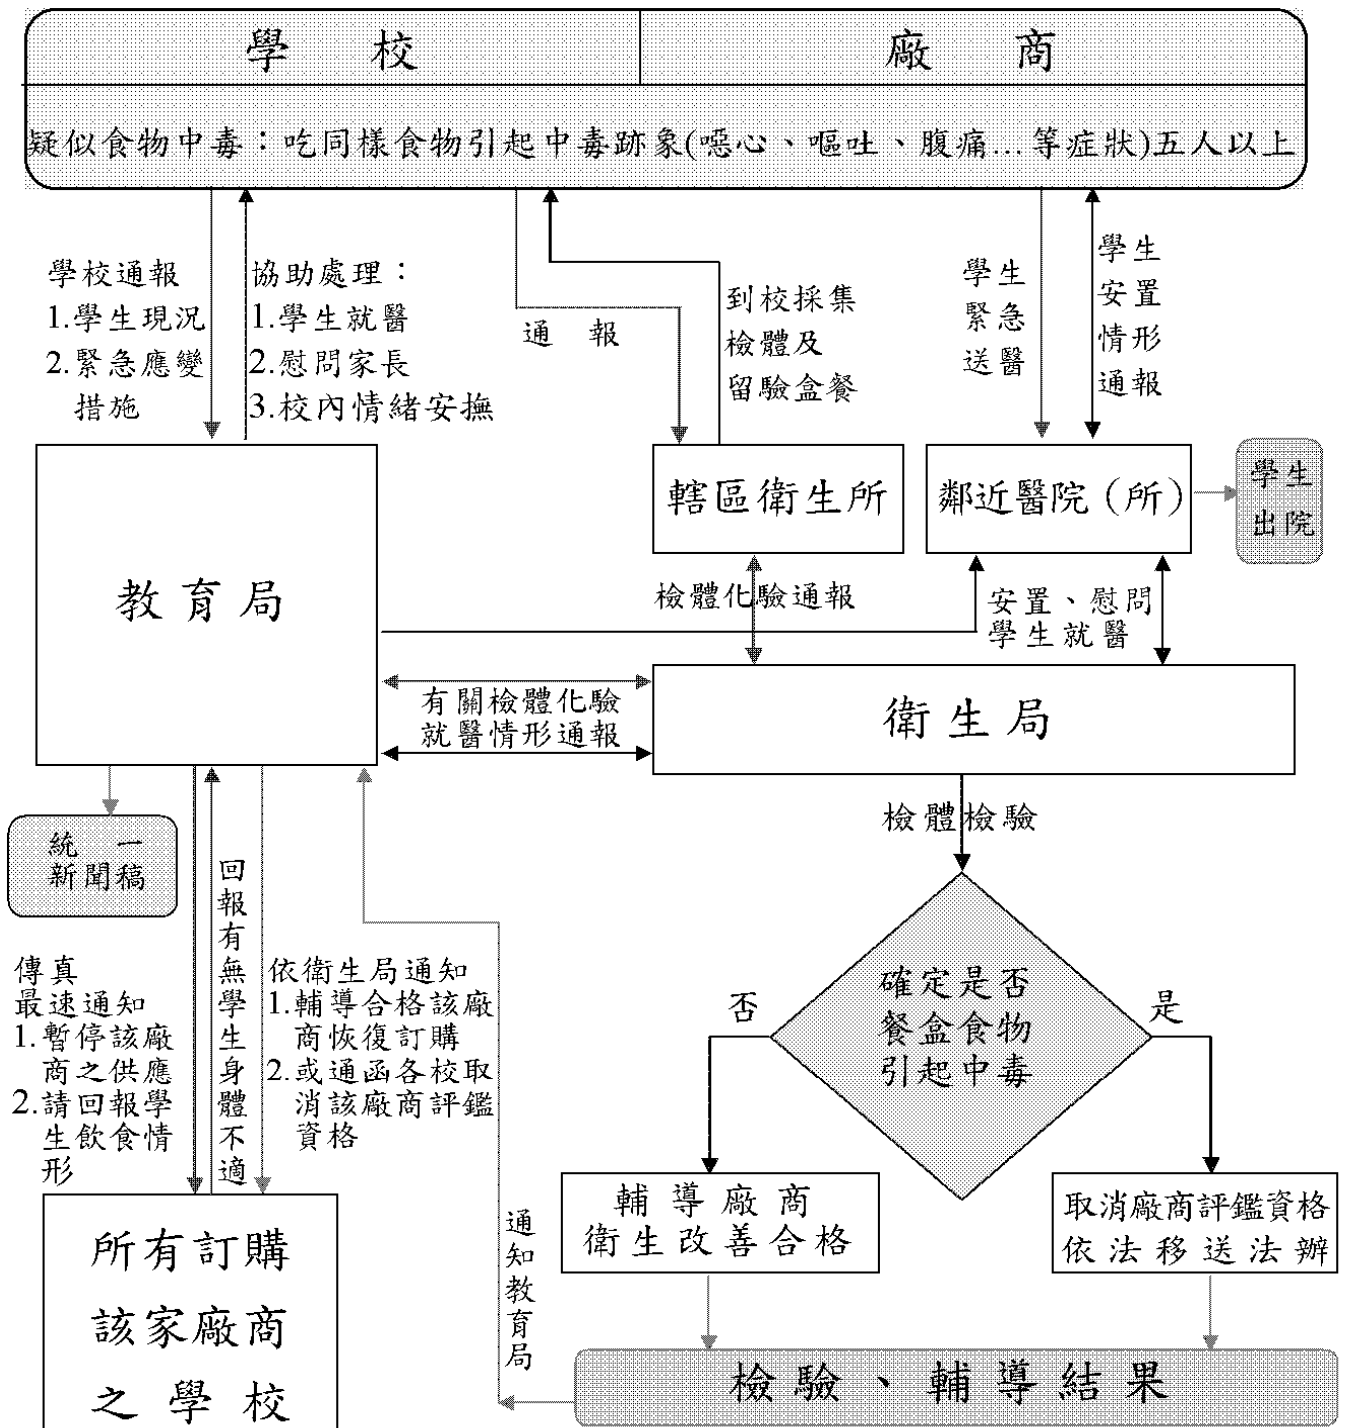 學校
廠商
疑似食物中毒：吃同樣食物引起中毒跡象(噁心、嘔吐、腹痛...等症狀)五人以上
學校通報
1.學生現況
2.緊急應變
措施
協助處理：
1.學生就醫
2.慰問家長
3.校內情緒安撫
通報
到校採集
檢體及
留驗盒餐
學生
緊急
送醫
學生
安置
情形
通報
教育局
轄區衛生所
鄰近醫院（所）
學生
出院
檢體化驗通報
安置、慰問
學生就醫
有關檢體化驗
就醫情形通報
衛生局
統一
新聞稿
檢體檢驗
傳真
最速通知
1.暫停該廠
商之供應
2.請回報學
生飲食情
形
回報有無學生身體不適
依衛生局通知
1.輔導合格該廠
商恢復訂購
2.或通函各校取
消該廠商評鑑
資格
否
確定是否
餐盒食物
引起中毒
是
輔導廠商
衛生改善合格
取消廠商評鑑資格
依法移送法辦
所有訂購
該家廠商
之學校
通知教育局
檢驗、輔導結果